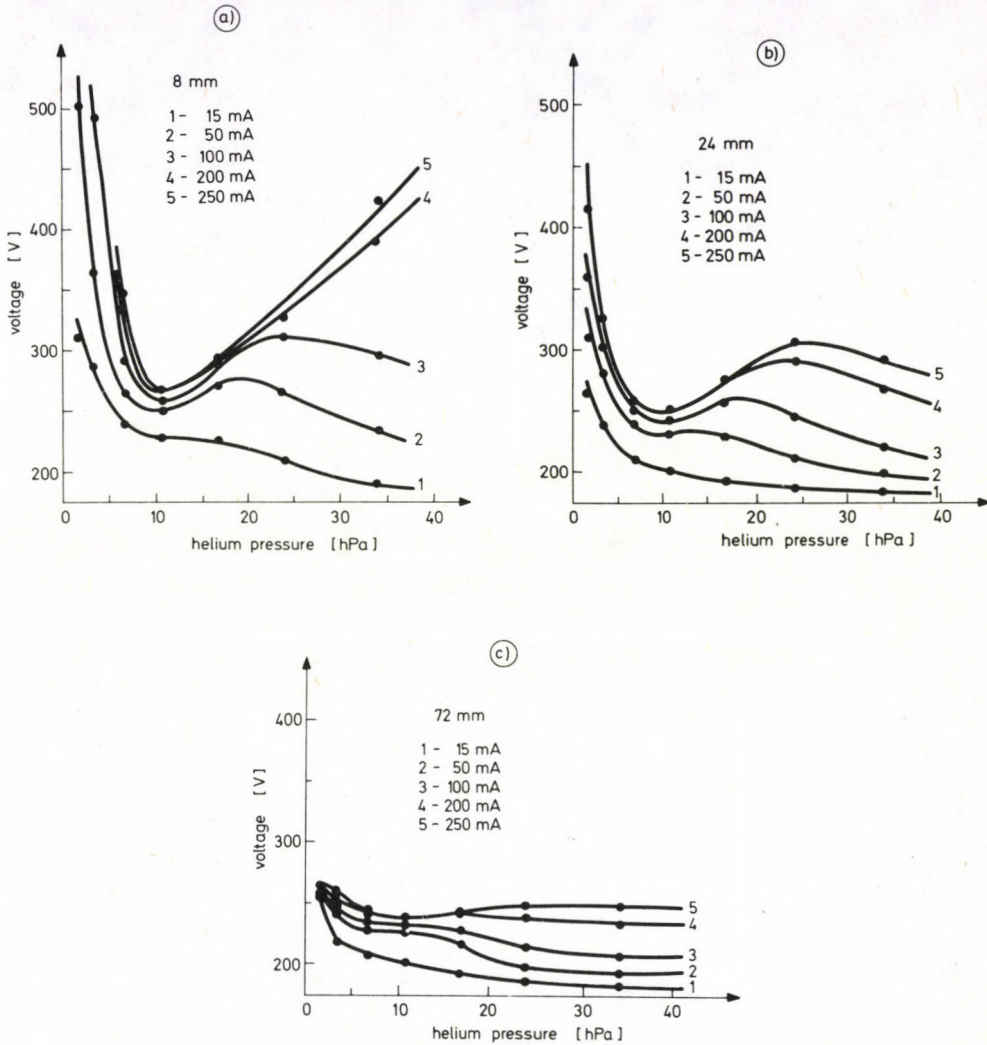 a)
8 mm
1 - 15 mA
2 - 50 mA
3 - 100 mA
4 - 200 mA
5 - 250 mA
voltage [V]
500
400
300
200
0
10
20
30
40
helium pressure [hPa]
5
4
3
2
1
b)
24 mm
1 - 15 mA
2 - 50 mA
3 - 100 mA
4 - 200 mA
5 - 250 mA
voltage [V]
500
400
300
200
0
10
20
30
40
helium pressure [hPa]
5
4
3
2
1
c)
72 mm
1 - 15 mA
2 - 50 mA
3 - 100 mA
4 - 200 mA
5 - 250 mA
voltage [V]
400
300
200
0
10
20
30
40
helium pressure [hPa]
5
4
3
2
1